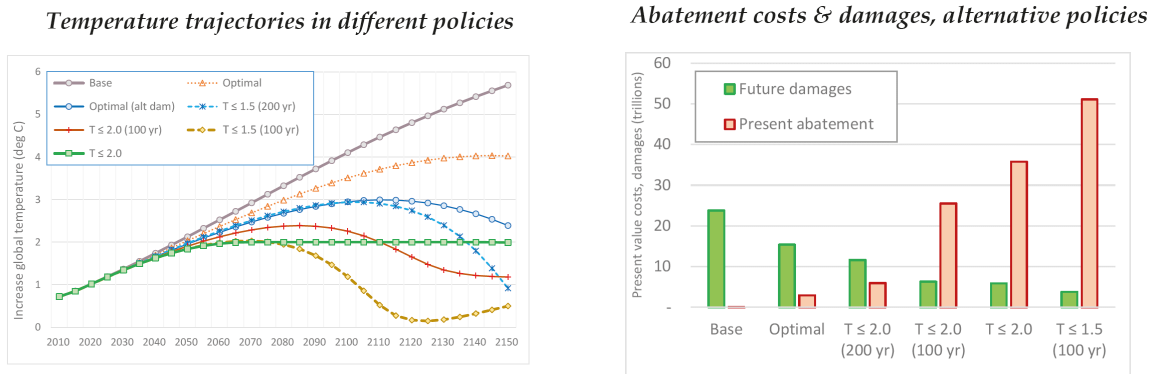 Temperature trajectories in different policies
Increase global temperature (deg C)
6
5
4
3
2
1
0
Base
Optimal
Optimal (alt dam)
T ≤ 1.5 (200 yr)
T ≤ 2.0 (100 yr)
T ≤ 1.5 (100 yr)
T ≤ 2.0
2010 2020 2030 2040 2050 2060 2070 2080 2090 2100 2110 2120 2130 2140 2150
Abatement costs & damages, alternative policies
Present value costs, damages (trillions)
60
50
40
30
20
10
-
Future damages
Present abatement
Base Optimal T ≤ 2.0 T ≤ 2.0 T ≤ 2.0 T ≤ 1.5
(200 yr) (100 yr) (100 yr)